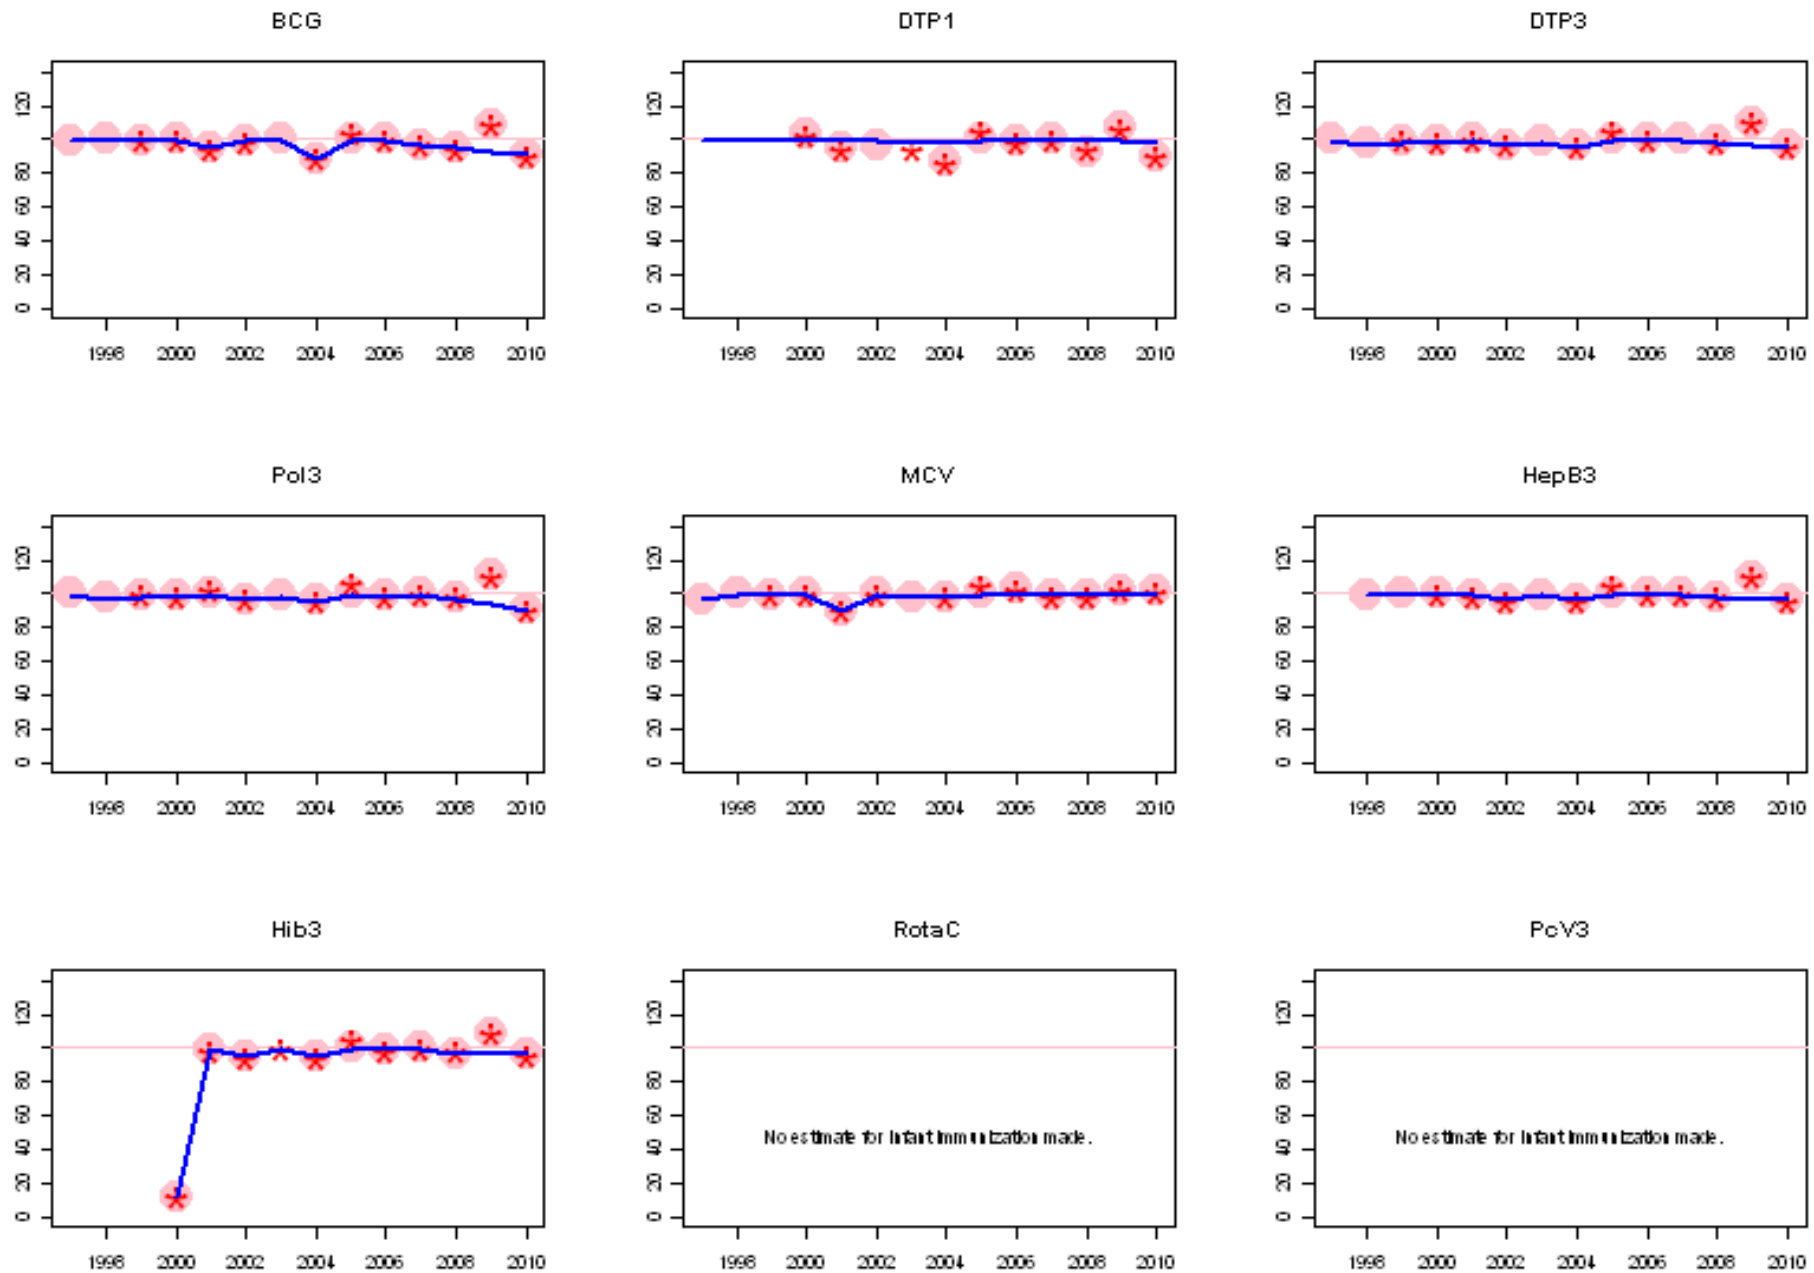 BCG
DTP1
DTP3
0 20 40 60 80 120
0 20 40 60 80 120
0 20 40 60 80 120
1998 2000 2002 2004 2006 2008 2010
1998 2000 2002 2004 2006 2008 2010
1998 2000 2002 2004 2006 2008 2010
Pol3
MCV
HepB3
0 20 40 60 80 120
0 20 40 60 80 120
0 20 40 60 80 120
1998 2000 2002 2004 2006 2008 2010
1998 2000 2002 2004 2006 2008 2010
1998 2000 2002 2004 2006 2008 2010
Hib3
RotaC
PcV3
0 20 40 60 80 120
0 20 40 60 80 120
No estimate for infant immunization made.
0 20 40 60 80 120
No estimate for infant immunization made.
1998 2000 2002 2004 2006 2008 2010
1998 2000 2002 2004 2006 2008 2010
1998 2000 2002 2004 2006 2008 2010